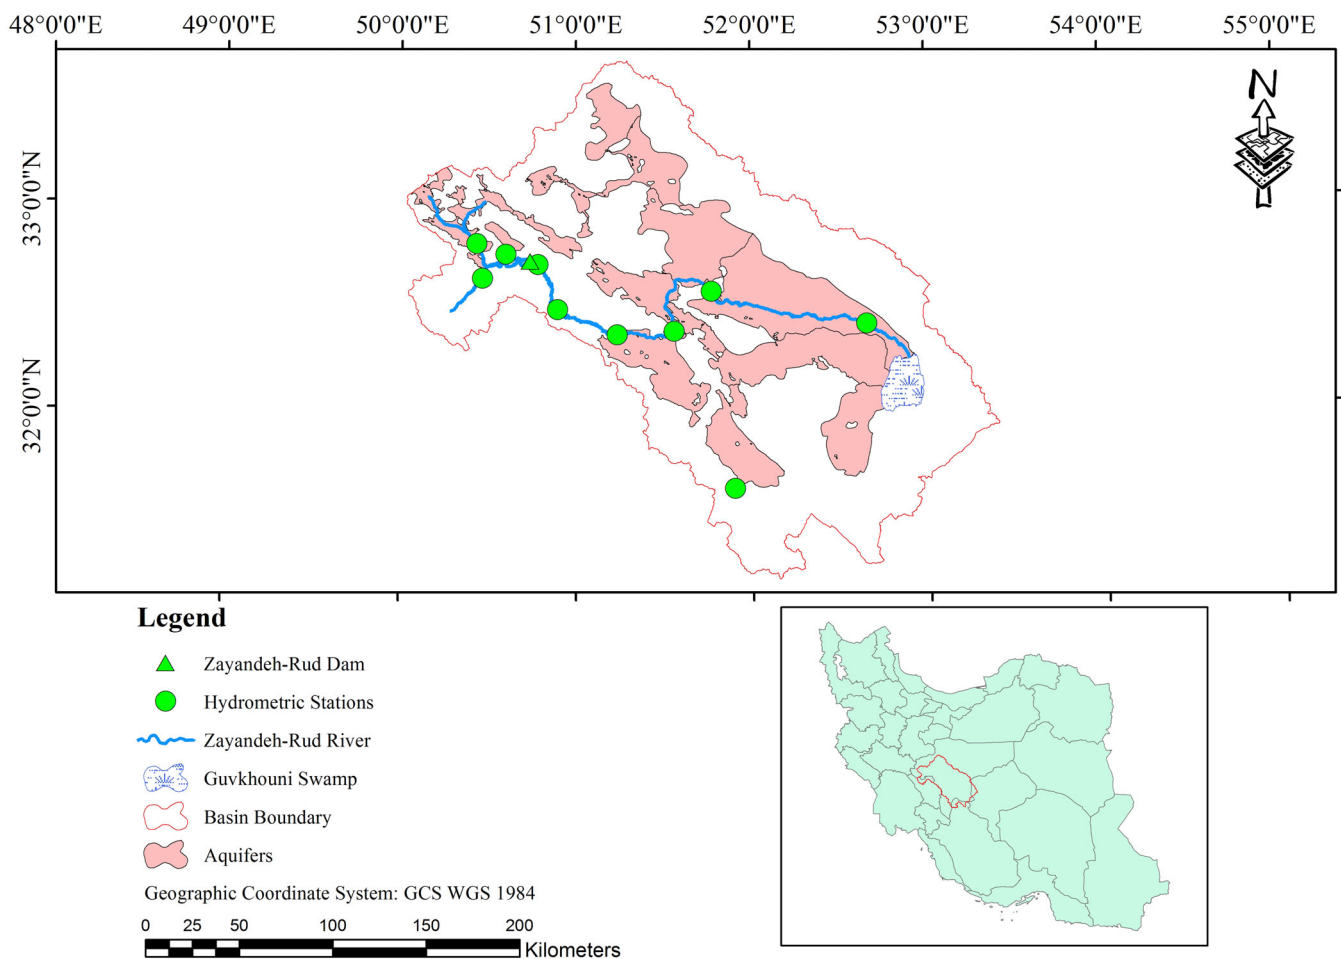 48°0'0"E 49°0'0"E 50°0'0"E 51°0'0"E 52°0'0"E 53°0'0"E 54°0'0"E 55°0'0"E
N
33°0'0"N
32°0'0"N
Legend
Zayandeh-Rud Dam
Hydrometric Stations
Zayandeh-Rud River
Guvkhouni Swamp
Basin Boundary
Aquifers
Geographic Coordinate System: GCS WGS 1984
0 25 50 100 150 200
Kilometers